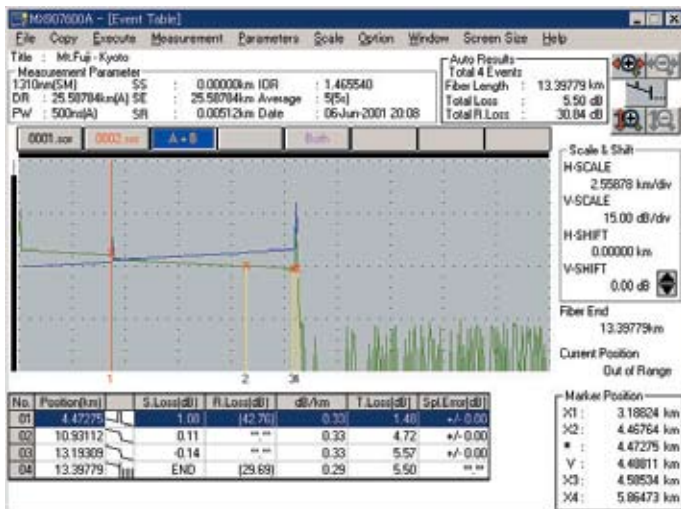 MX907600A - [Event Table]
File Copy Execute Measurement Parameters Scale Option Window Screen Size Help
Title : Mt.Fuji - Kyoto
Measurement Parameter
1310nm(SM) SS : 0.00000km IOR : 1.465540
DR : 25.58784km(A) SE : 25.58784km Average : 5(5s)
PW : 500ns(A) SR : 0.00512km Date : 06-Jun-2001 20:08
Auto Results
Total 4 Events
Fiber Length : 13.39779 km
Total Loss : 5.50 dB
Total R.Loss : 30.84 dB
0001.sor 0002.sor A + B Both
Scale & Shift
H-SCALE
2.55878 km/div
V-SCALE
15.00 dB/div
H-SHIFT
0.00000 km
V-SHIFT
0.00 dB
Fiber End
13.39779km
Current Position
Out of Range
1 2
No. Position(km) S.Loss(dB) R.Loss(dB) dB/km T.Loss(dB) Spl.Error(dB)
01 4.47275 1.08 (42.76) 0.33 1.48 +/- 0.00
02 10.93112 0.11 **.** 0.33 4.72 +/- 0.00
03 13.19309 -0.14 **.** 0.33 5.57 +/- 0.00
04 13.39779 END (29.69) 0.29 5.50 **.**
Marker Position
X1 : 3.18824 km
X2 : 4.46764 km
* : 4.47275 km
V : 4.48811 km
X3 : 4.58534 km
X4 : 5.86473 km